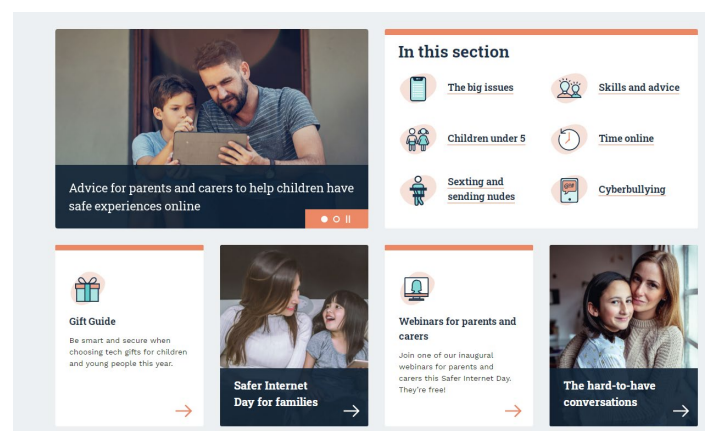 Advice for parents and carers to help children have
safe experiences online
In this section
The big issues
Skills and advice
Children under 5
Time online
Sexting and
sending nudes
Cyberbullying
Gift Guide
Be smart and secure when
choosing tech gifts for children
and young people this year.
Safer Internet
Day for families
Webinars for parents and
carers
Join one of our inaugural
webinars for parents and
carers this Safer Internet Day.
They're free!
The hard-to-have
conversations